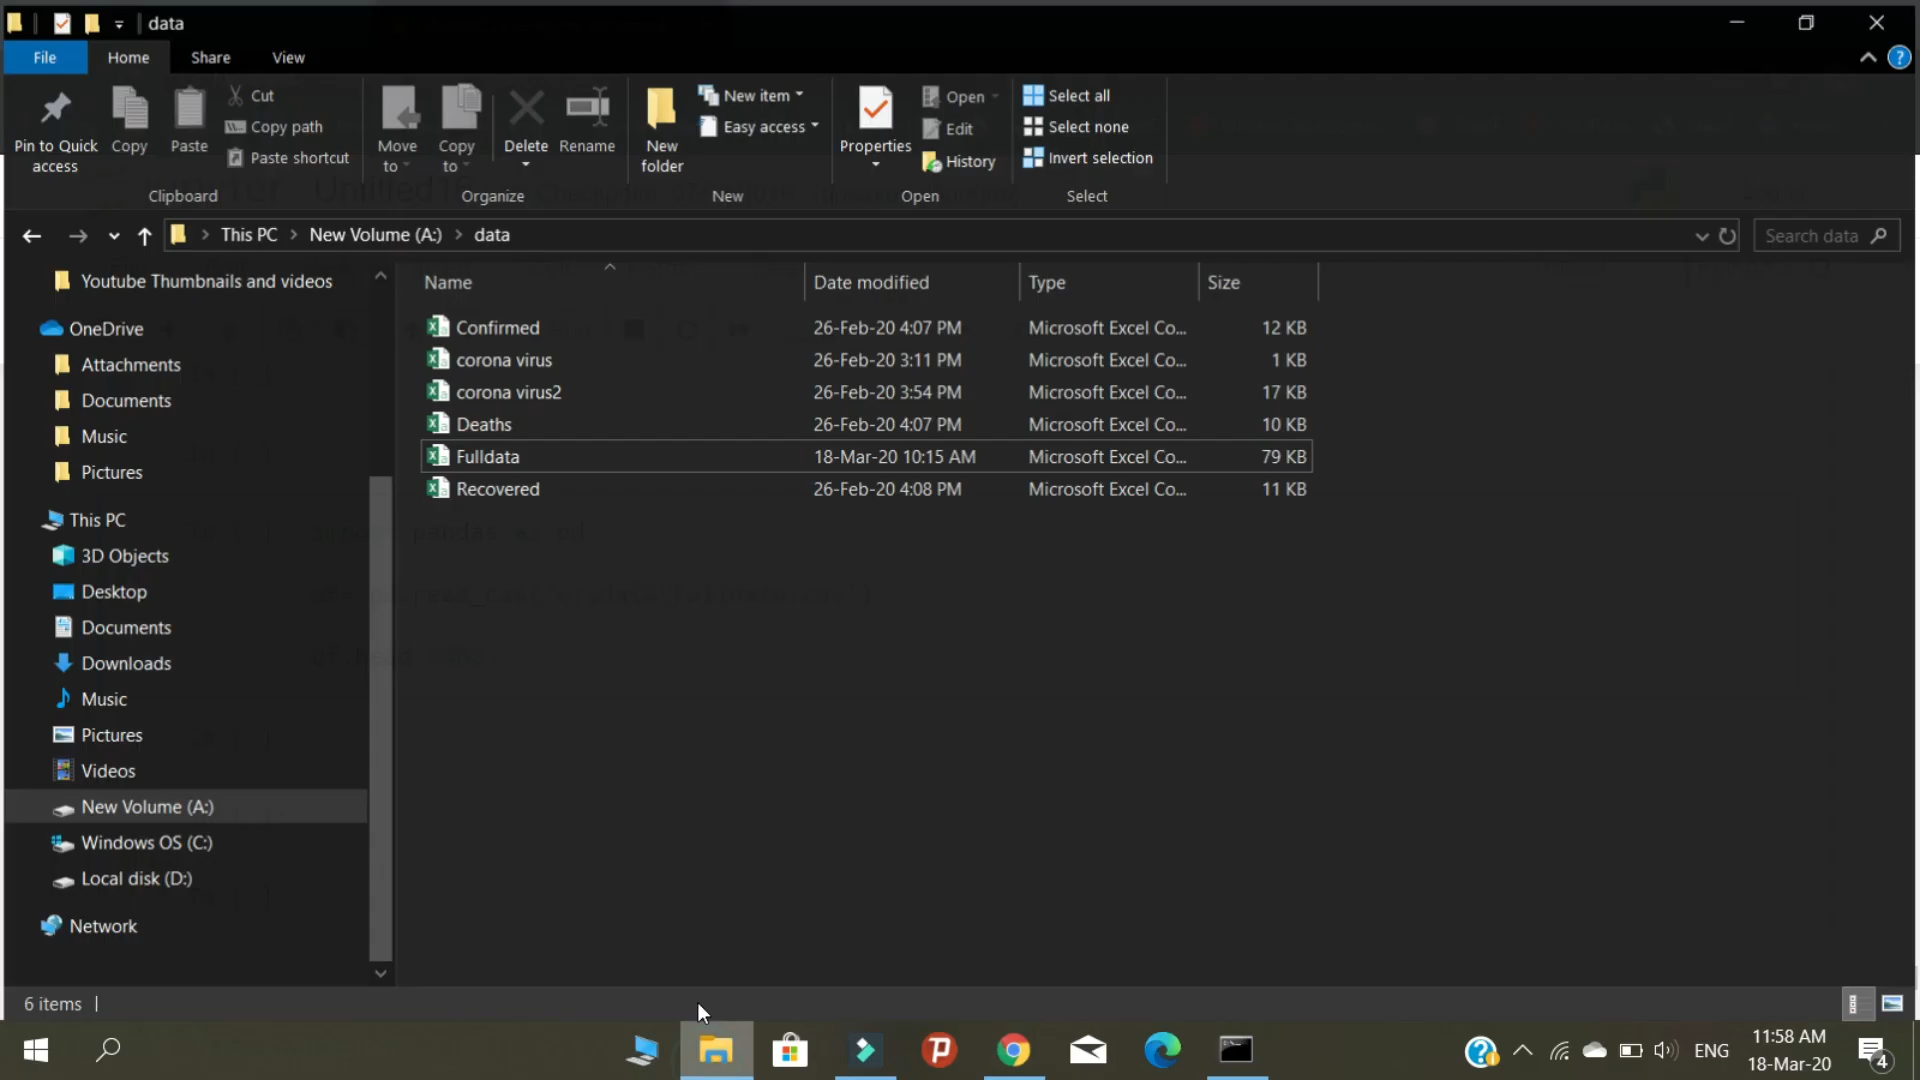 data
File Home Share View
Pin to Quick access
Copy
Paste
Cut
Copy path
Paste shortcut
Clipboard
Move to
Copy to
Delete
Rename
Organize
New folder
New item
Easy access
New
Properties
Open
Edit
History
Open
Select all
Select none
Invert selection
Select
This PC > New Volume (A:) > data
Search data
Youtube Thumbnails and videos
OneDrive
Attachments
Documents
Music
Pictures
This PC
3D Objects
Desktop
Documents
Downloads
Music
Pictures
Videos
New Volume (A:)
Windows OS (C:)
Local disk (D:)
Network
Name Date modified Type Size
Confirmed 26-Feb-20 4:07 PM Microsoft Excel Co... 12 KB
corona virus 26-Feb-20 3:11 PM Microsoft Excel Co... 1 KB
corona virus2 26-Feb-20 3:54 PM Microsoft Excel Co... 17 KB
Deaths 26-Feb-20 4:07 PM Microsoft Excel Co... 10 KB
Fulldata 18-Mar-20 10:15 AM Microsoft Excel Co... 79 KB
Recovered 26-Feb-20 4:08 PM Microsoft Excel Co... 11 KB
import pandas as pd
6 items
ENG
11:58 AM
18-Mar-20
4